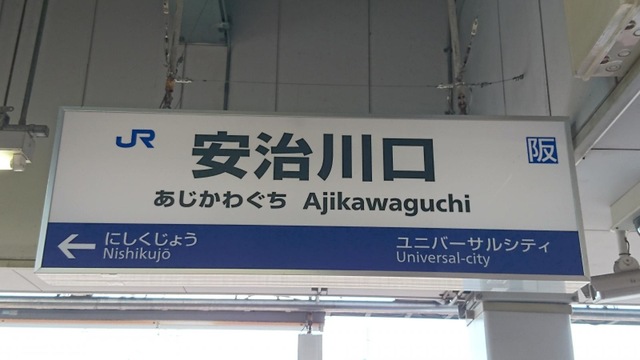 JR
安治川口
阪
あじかわぐち Ajikawaguchi
← にしくじょう ユニバーサルシティ
Nishikujō Universal-city